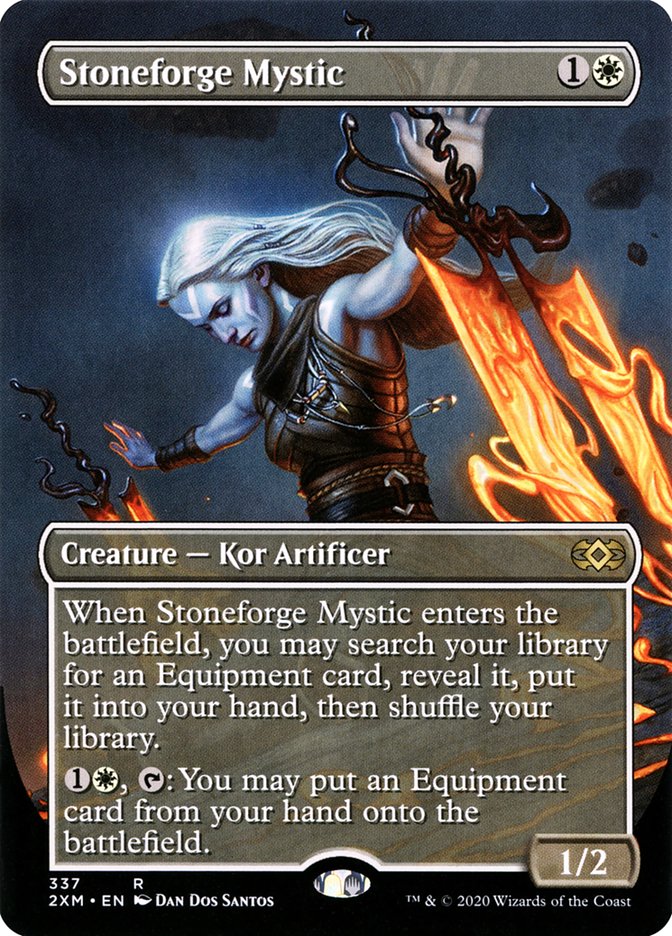 Stoneforge Mystic 1
Creature — Kor Artificer
When Stoneforge Mystic enters the
battlefield, you may search your library
for an Equipment card, reveal it, put
it into your hand, then shuffle your
library.
1, : You may put an Equipment
card from your hand onto the
battlefield.
1/2
337 R
2XM • EN Dan Dos Santos ™ & © 2020 Wizards of the Coast